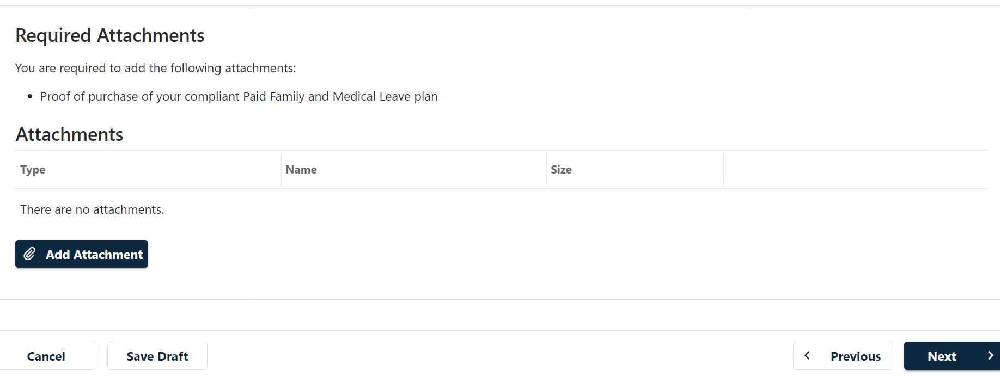 Required Attachments
You are required to add the following attachments:
• Proof of purchase of your compliant Paid Family and Medical Leave plan
Attachments
Type Name Size
There are no attachments.
Add Attachment
Cancel Save Draft Previous Next